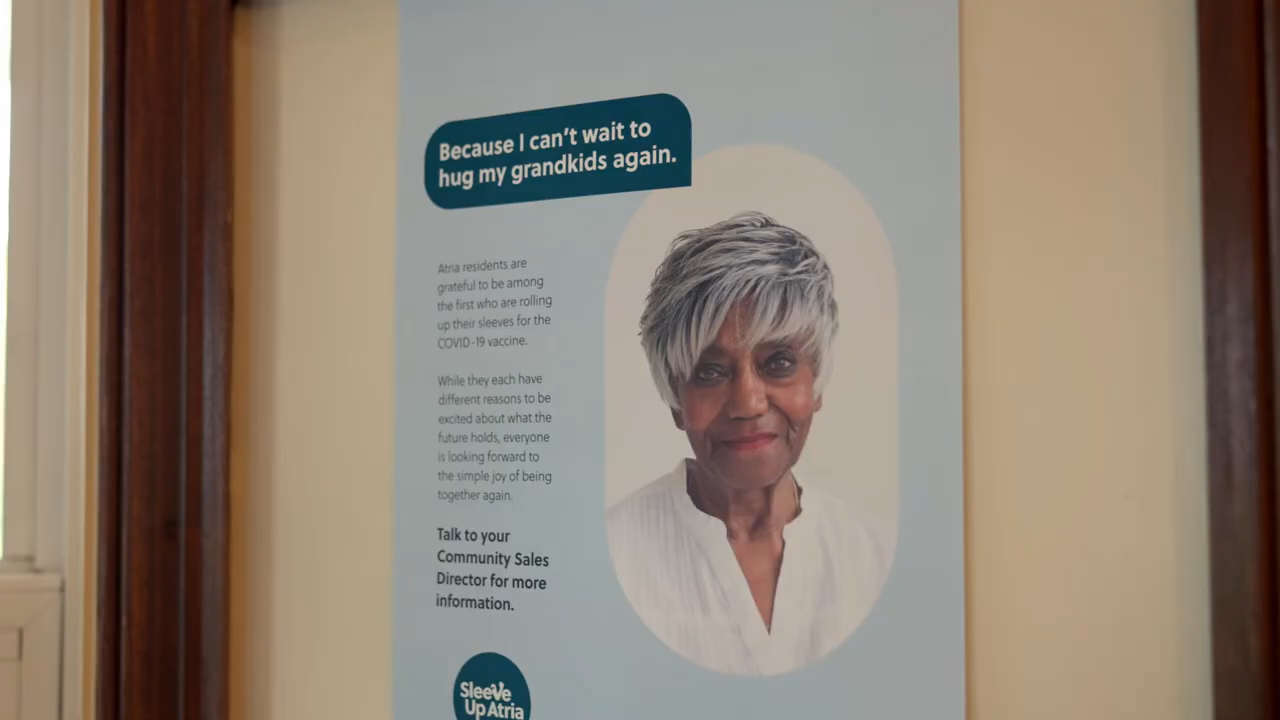 Because I can't wait to
hug my grandkids again.
Atria residents are
grateful to be among
the first who are rolling
up their sleeves for the
COVID-19 vaccine.
While they each have
different reasons to be
excited about what the
future holds, everyone
is looking forward to
the simple joy of being
together again.
Talk to your
Community Sales
Director for more
information.
Sleeve
Up Atria